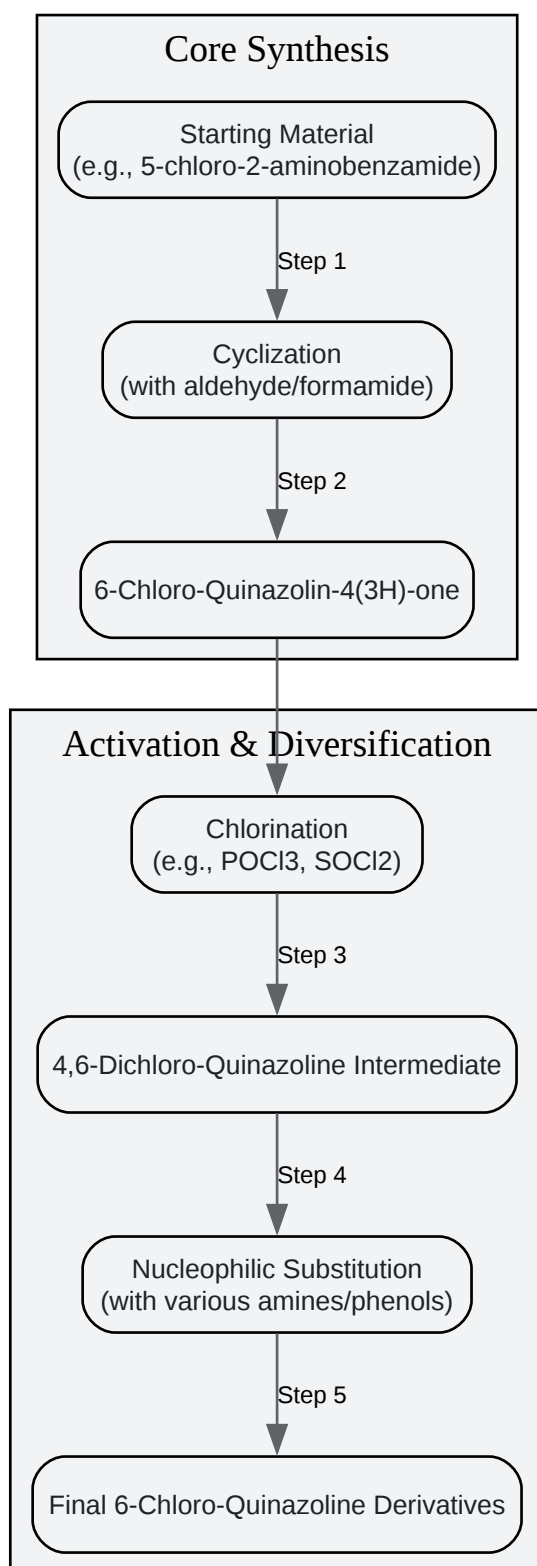 Core Synthesis
Starting Material
(e.g., 5-chloro-2-aminobenzamide)
Step 1
Cyclization
(with aldehyde/formamide)
Step 2
6-Chloro-Quinazolin-4(3H)-one
Activation & Diversification
Chlorination
(e.g., POCl3, SOCl2)
Step 3
4,6-Dichloro-Quinazoline Intermediate
Step 4
Nucleophilic Substitution
(with various amines/phenols)
Step 5
Final 6-Chloro-Quinazoline Derivatives